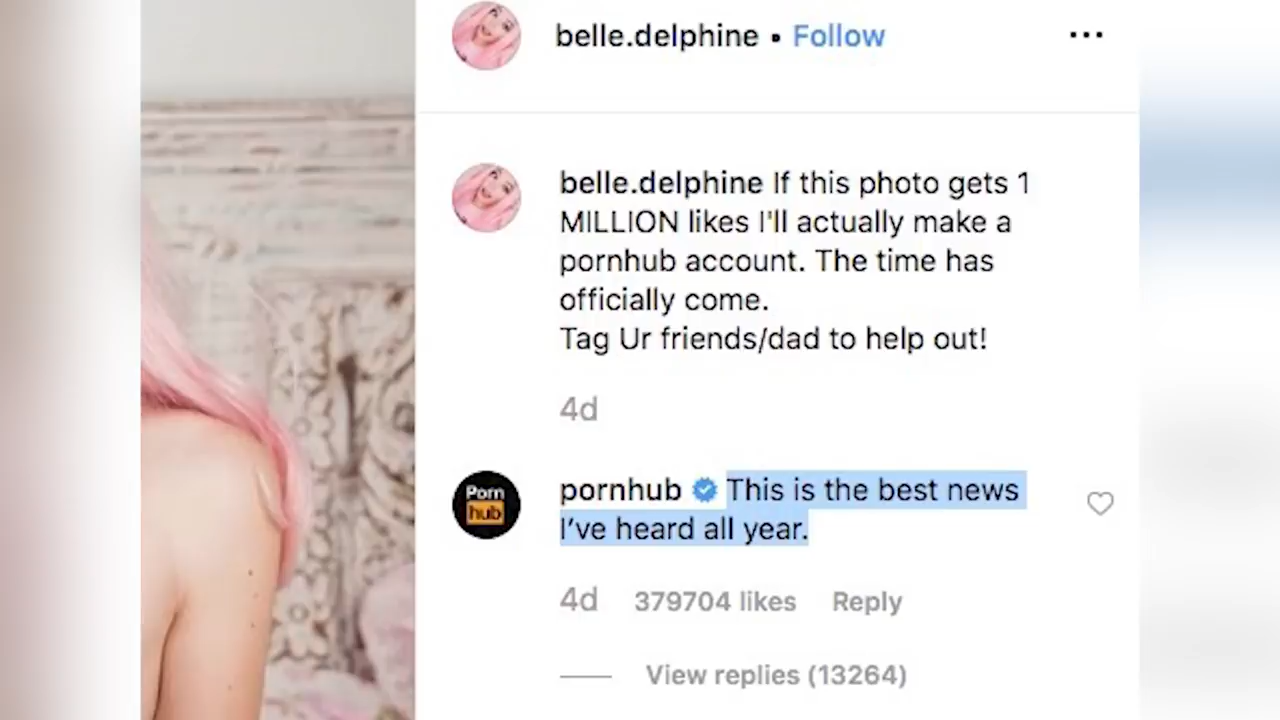 belle.delphine • Follow
belle.delphine If this photo gets 1
MILLION likes I'll actually make a
pornhub account. The time has
officially come.
Tag Ur friends/dad to help out!
4d
Porn
hub
pornhub This is the best news
I've heard all year.
4d 379704 likes Reply
View replies (13264)